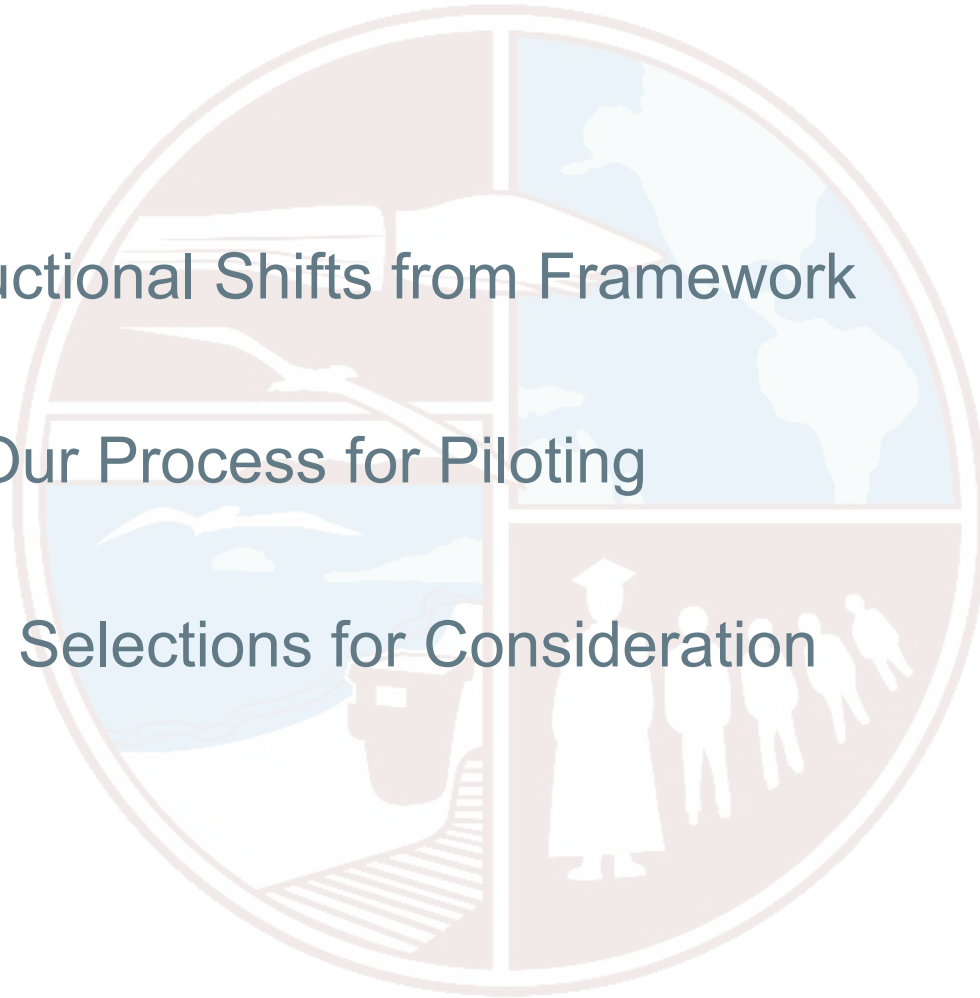 uctional Shifts from Framework
Our Process for Piloting
Selections for Consideration